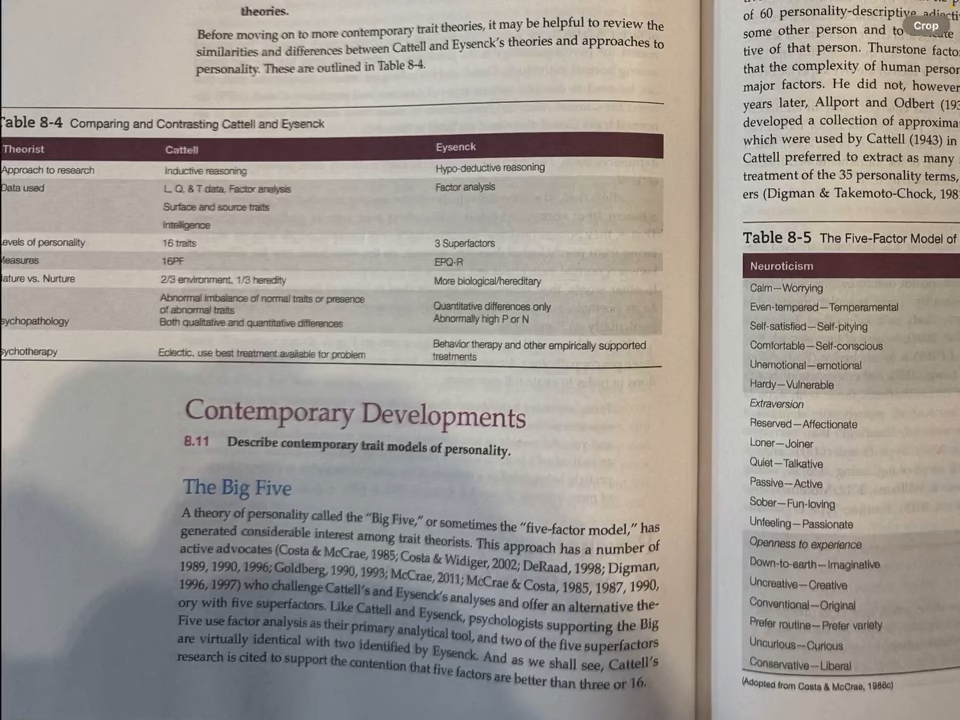 theories.
Before moving on to more contemporary trait theories, it may be helpful to review the
similarities and differences between Cattell and Eysenck's theories and approaches to
personality. These are outlined in Table 8-4.
Table 8-4 Comparing and Contrasting Cattell and Eysenck
Theorist Cattell Eysenck
Approach to research Inductive reasoning Hypo-deductive reasoning
Data used L, Q, & T data, Factor analysis Factor analysis
Surface and source traits
Intelligence
evels of personality 16 traits 3 Superfactors
Measures 16PF EPQ-R
ature vs. Nurture 2/3 environment, 1/3 heredity More biological/hereditary
Abnormal imbalance of normal traits or presence
of abnormal traits Quantitative differences only
sychopathology Both qualitative and quantitative differences Abnormally high P or N
sychotherapy Eclectic, use best treatment available for problem Behavior therapy and other empirically supported
treatments
Contemporary Developments
8.11 Describe contemporary trait models of personality.
The Big Five
A theory of personality called the "Big Five," or sometimes the "five-factor model," has
generated considerable interest among trait theorists. This approach has a number of
active advocates (Costa & McCrae, 1985; Costa & Widiger, 2002; DeRaad, 1998; Digman,
1989, 1990, 1996; Goldberg, 1990, 1993; McCrae, 2011; McCrae & Costa, 1985, 1987, 1990,
1996, 1997) who challenge Cattell's and Eysenck's analyses and offer an alternative the-
ory with five superfactors. Like Cattell and Eysenck, psychologists supporting the Big
Five use factor analysis as their primary analytical tool, and two of the five superfactors
are virtually identical with two identified by Eysenck. And as we shall see, Cattell's
research is cited to support the contention that five factors are better than three or 16.
of 60 personality-descriptive
Crop
some other person and to
tive of that person. Thurstone facto
that the complexity of human person
major factors. He did not, however
years later, Allport and Odbert (193
developed a collection of approxima
which were used by Cattell (1943) in
Cattell preferred to extract as many
treatment of the 35 personality terms,
ers (Digman & Takemoto-Chock, 198
Table 8-5 The Five-Factor Model of
Neuroticism
Calm—Worrying
Even-tempered—Temperamental
Self-satisfied—Self-pitying
Comfortable—Self-conscious
Unemotional—emotional
Hardy—Vulnerable
Extraversion
Reserved—Affectionate
Loner—Joiner
Quiet—Talkative
Passive—Active
Sober—Fun-loving
Unfeeling—Passionate
Openness to experience
Down-to-earth—Imaginative
Uncreative—Creative
Conventional—Original
Prefer routine—Prefer variety
Uncurious—Curious
Conservative—Liberal
(Adopted from Costa & McCrae, 1986c)